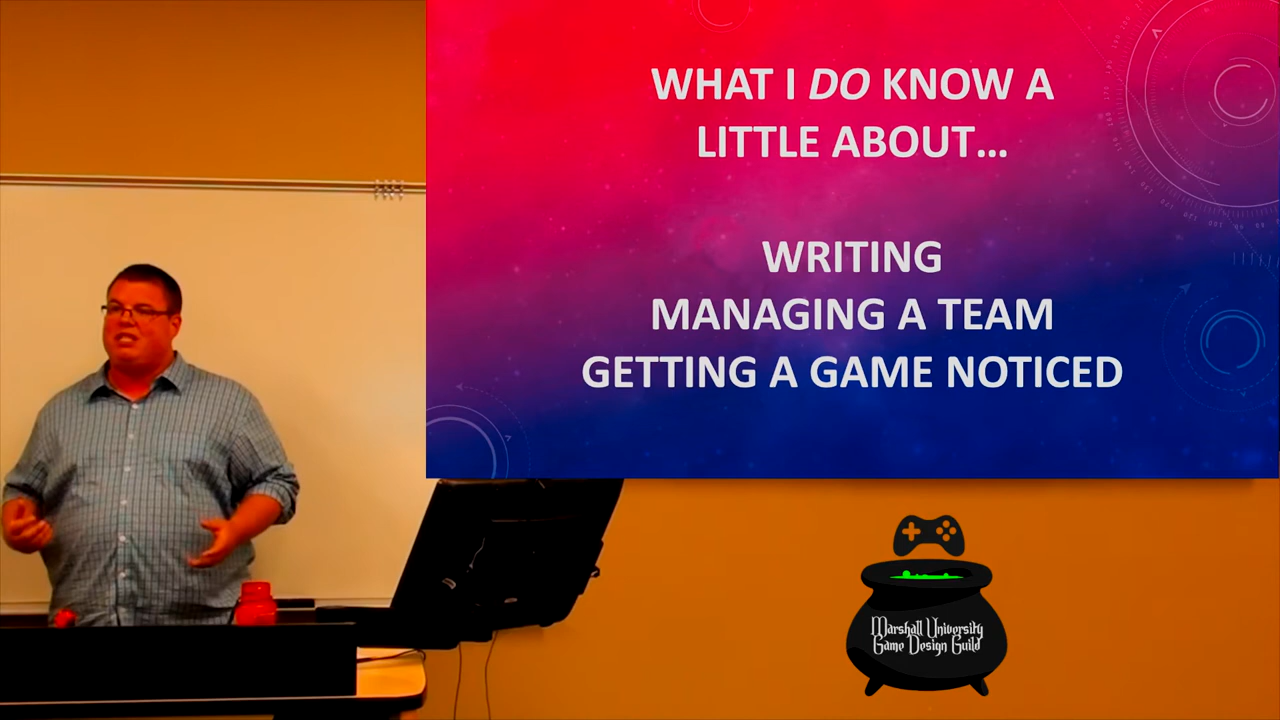 WHAT I DO KNOW A
LITTLE ABOUT...
WRITING
MANAGING A TEAM
GETTING A GAME NOTICED
Marshall University
Game Design Guild